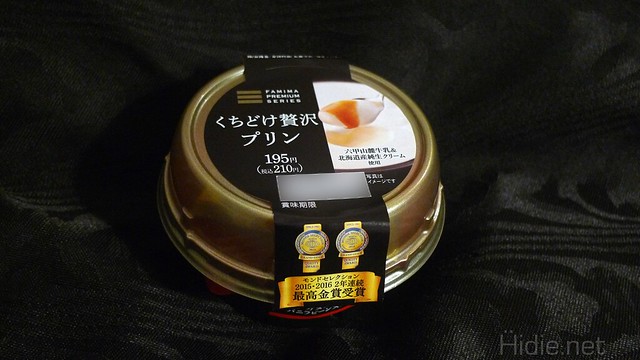 FAMIMA
PREMIUM
SERIES
くちどけ贅沢
プリン
195円
(税込210円)
六甲山麓牛乳&
北海道産純生クリーム
使用
写真は
イメージです
賞味期限
モンドセレクション
2015・2016 2年連続
最高金賞受賞
Hidie.net